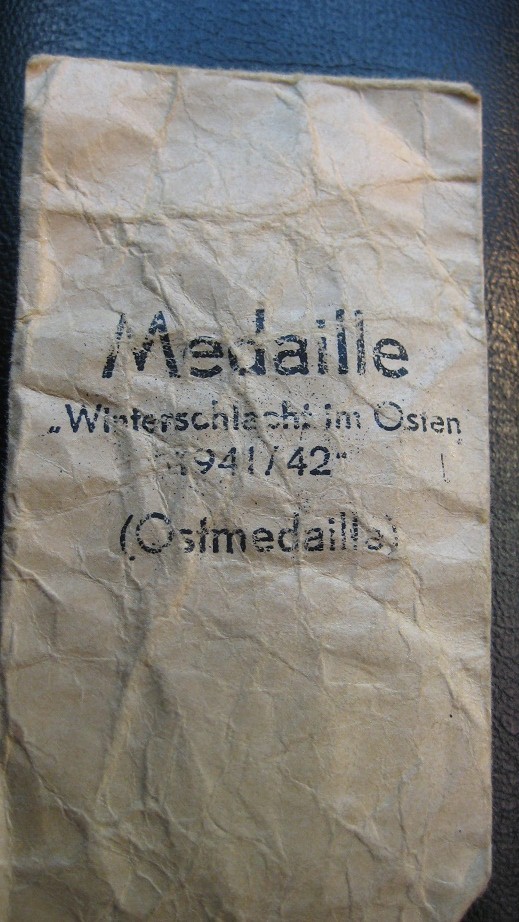 Medaille
„Winterschlacht im Osten
1941/42“
(Ostmedaille)